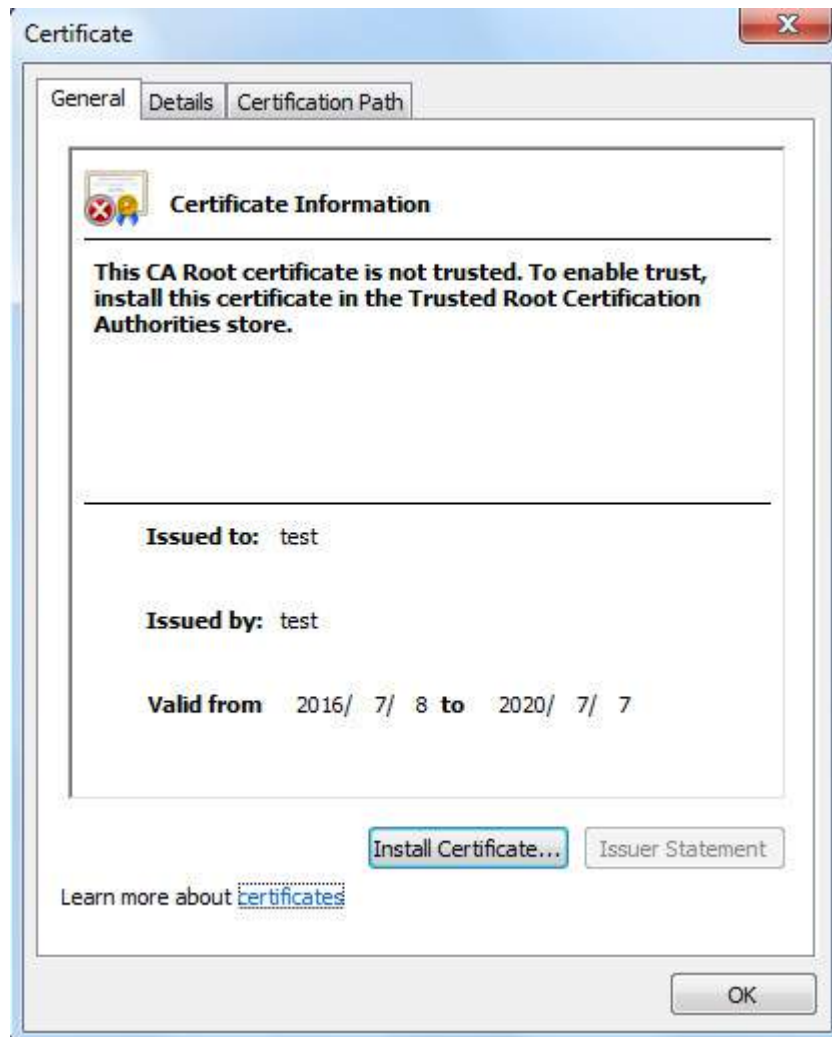 Certificate
General Details Certification Path
Certificate Information
This CA Root certificate is not trusted. To enable trust,
install this certificate in the Trusted Root Certification
Authorities store.
Issued to: test
Issued by: test
Valid from 2016/ 7/ 8 to 2020/ 7/ 7
Install Certificate... Issuer Statement
Learn more about certificates
OK